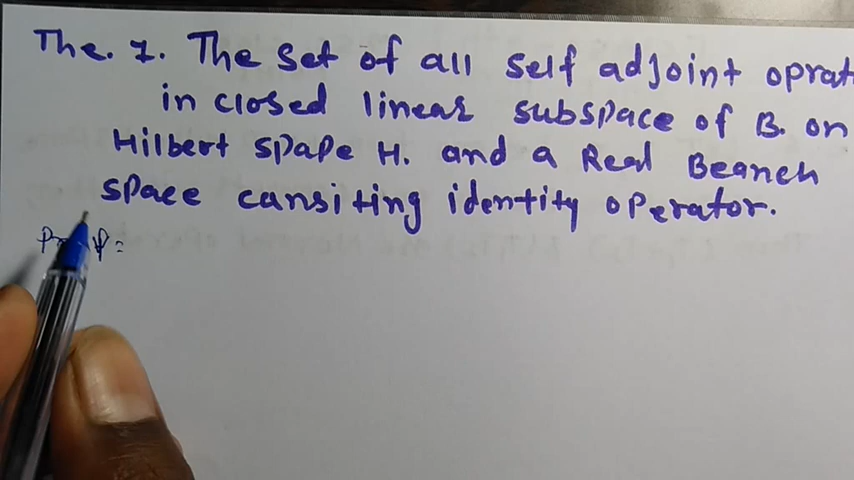 The. 1. The set of all self adjoint oprat
in closed linear subspace of B. on
Hilbert spape H. and a Real Beanch
space cansiting identity operator.